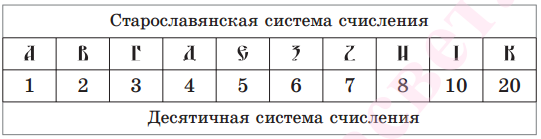 Старославянская система счисления
А В Г Д Є Ѕ З И І К
1 2 3 4 5 6 7 8 10 20
Десятичная система счисления